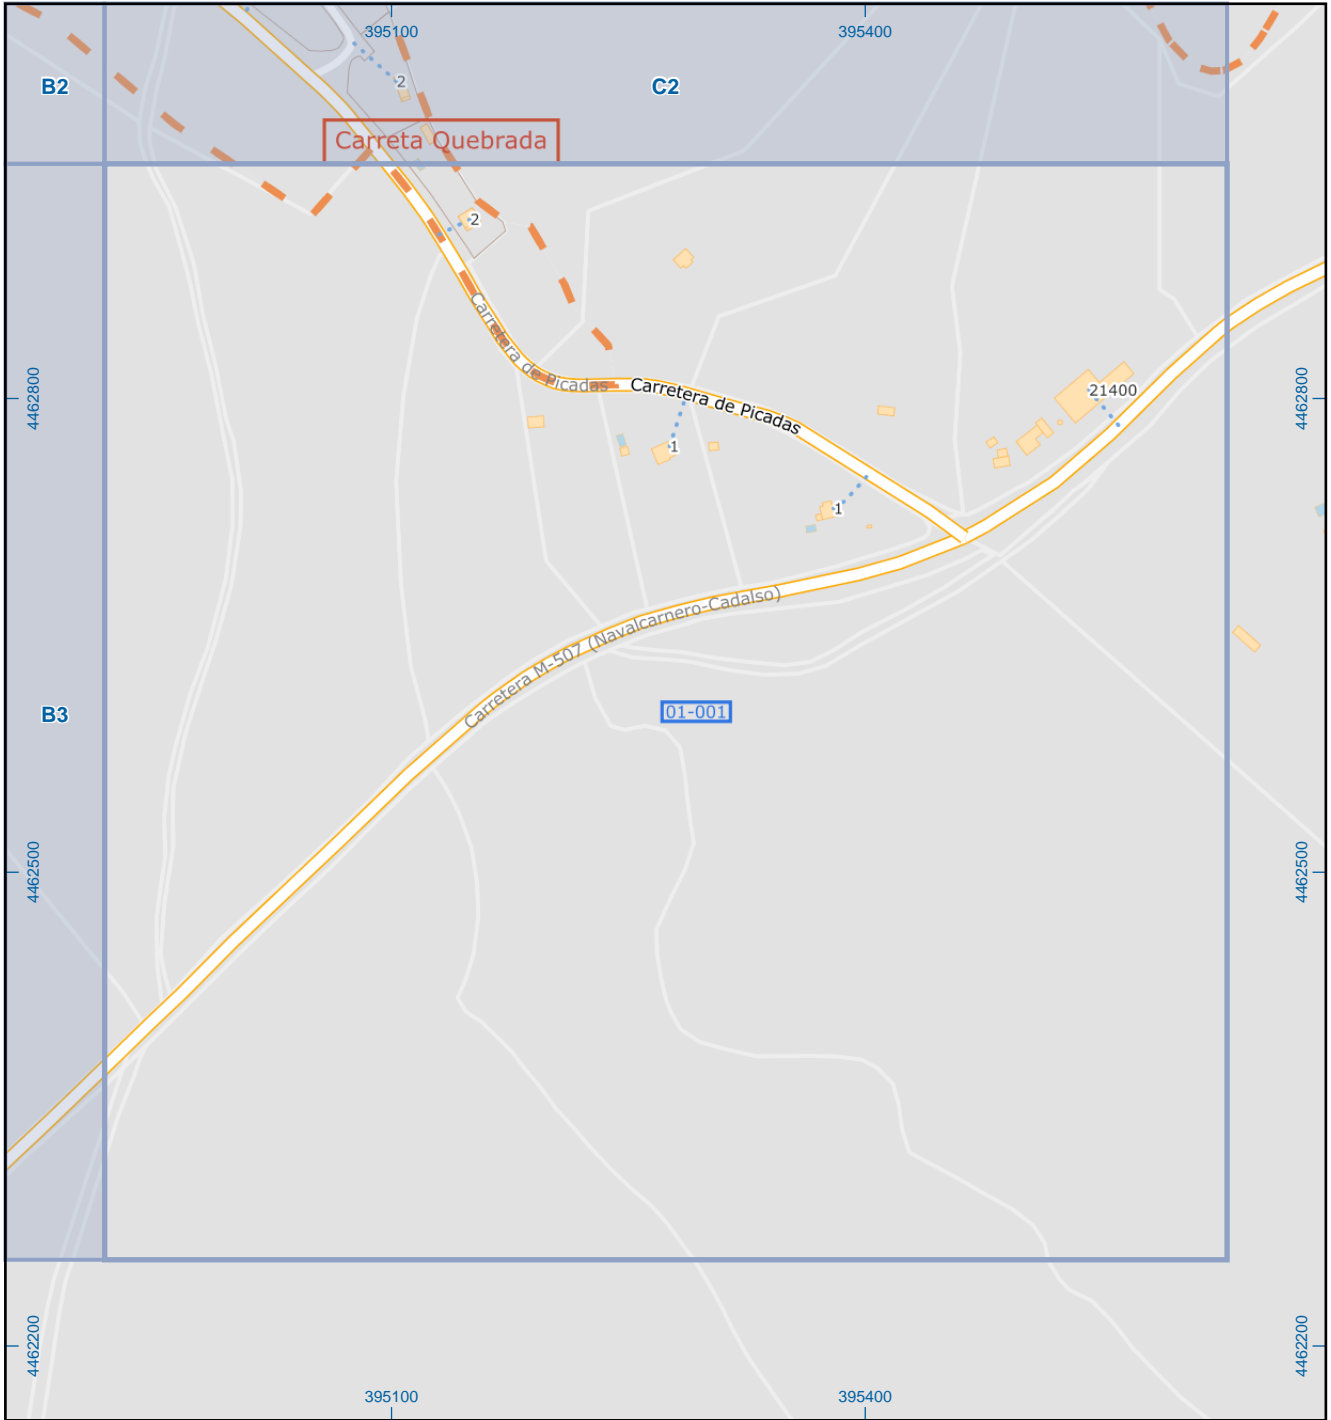 395100
395400
B2
C2
2
Carreta Quebrada
2
Carretera de Picadas
Carretera de Picadas
4462800
4462800
21400
1
1
Carretera M-507 (Navalcarnero-Cadalso)
B3
01-001
4462500
4462500
4462200
4462200
395100
395400